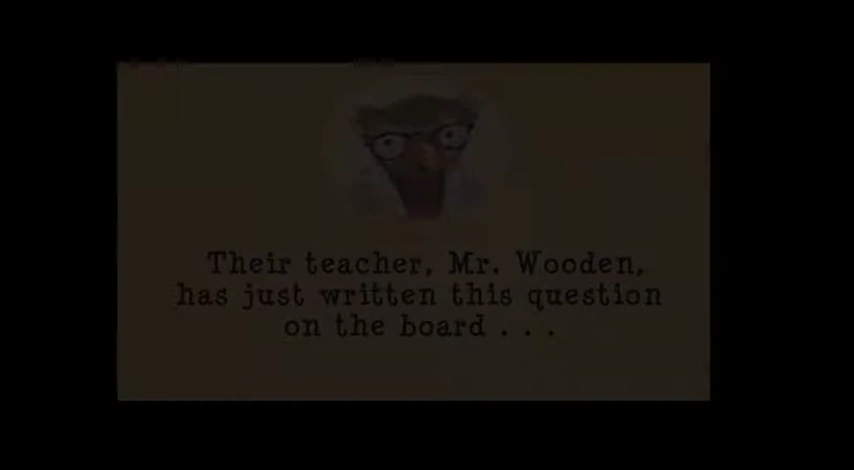 Their teacher, Mr. Wooden,
has just written this question
on the board . . .